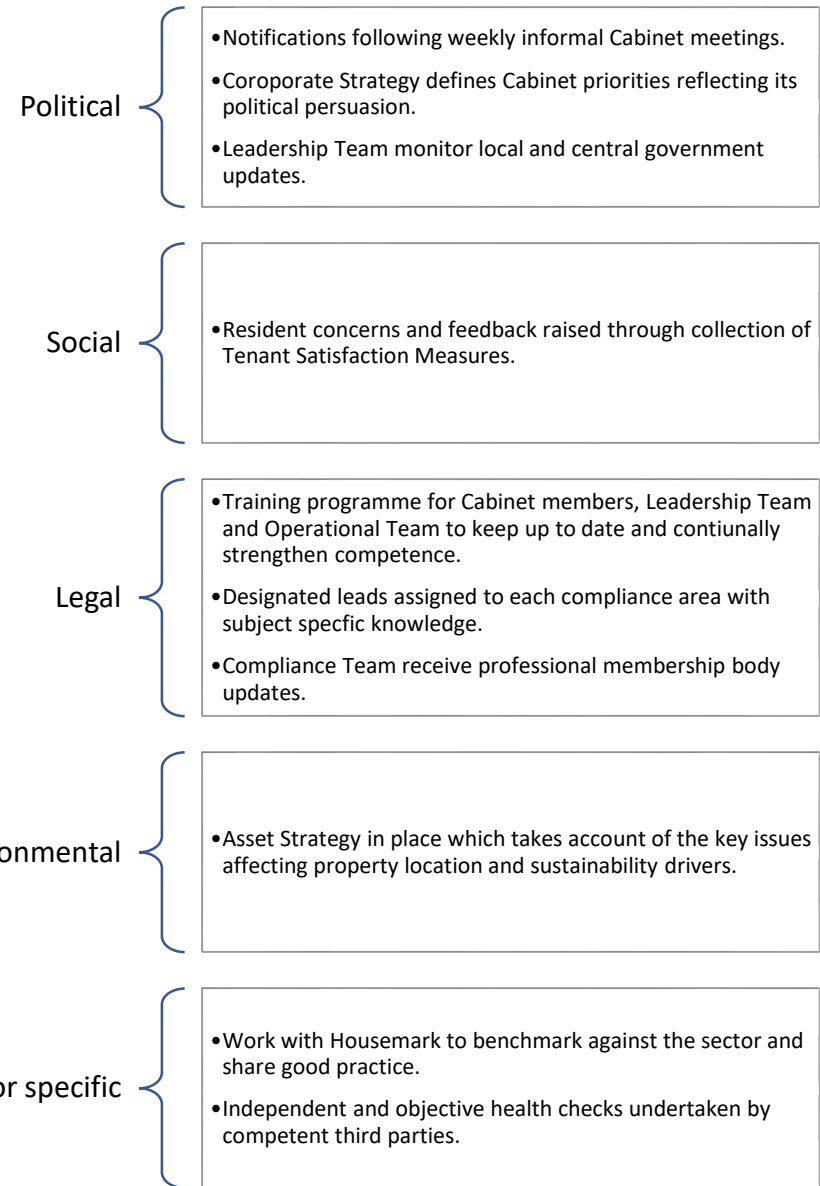 Political
•Notifications following weekly informal Cabinet meetings.
•Coroporate Strategy defines Cabinet priorities reflecting its
political persuasion.
•Leadership Team monitor local and central government
updates.
Social
•Resident concerns and feedback raised through collection of
Tenant Satisfaction Measures.
Legal
•Training programme for Cabinet members, Leadership Team
and Operational Team to keep up to date and contiunally
strengthen competence.
•Designated leads assigned to each compliance area with
subject specfic knowledge.
•Compliance Team receive professional membership body
updates.
onmental
•Asset Strategy in place which takes account of the key issues
affecting property location and sustainability drivers.
or specific
•Work with Housemark to benchmark against the sector and
share good practice.
•Independent and objective health checks undertaken by
competent third parties.